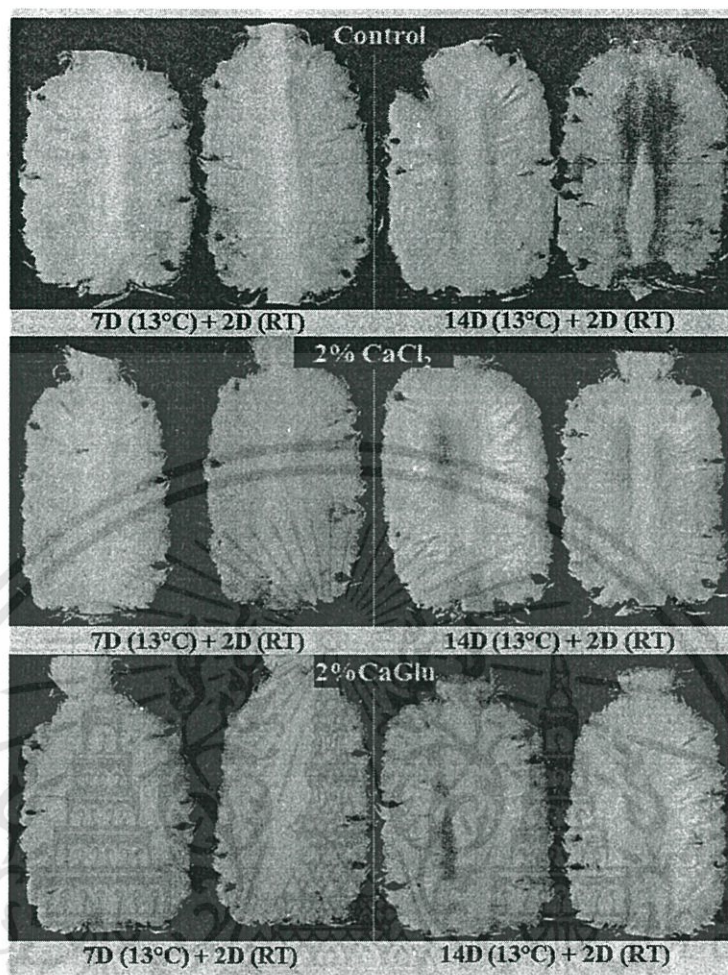 Control
7D (13°C) + 2D (RT) 14D (13°C) + 2D (RT)
2% CaCl₂
7D (13°C) + 2D (RT) 14D (13°C) + 2D (RT)
2%CaGlu
7D (13°C) + 2D (RT) 14D (13°C) + 2D (RT)